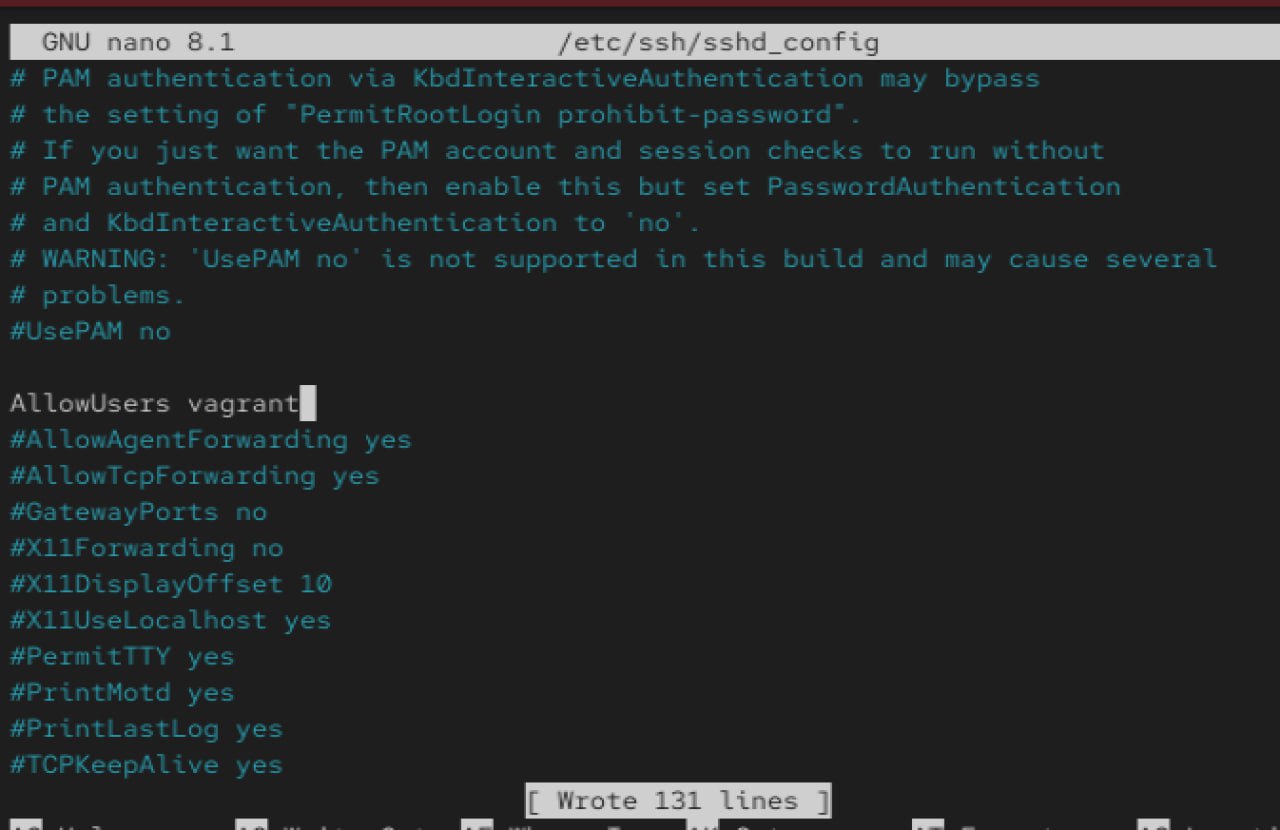 GNU nano 8.1 /etc/ssh/sshd_config
# PAM authentication via KbdInteractiveAuthentication may bypass
# the setting of "PermitRootLogin prohibit-password".
# If you just want the PAM account and session checks to run without
# PAM authentication, then enable this but set PasswordAuthentication
# and KbdInteractiveAuthentication to 'no'.
# WARNING: 'UsePAM no' is not supported in this build and may cause several
# problems.
#UsePAM no
AllowUsers vagrant
#AllowAgentForwarding yes
#AllowTcpForwarding yes
#GatewayPorts no
#X11Forwarding no
#X11DisplayOffset 10
#X11UseLocalhost yes
#PermitTTY yes
#PrintMotd yes
#PrintLastLog yes
#TCPKeepAlive yes
[ Wrote 131 lines ]